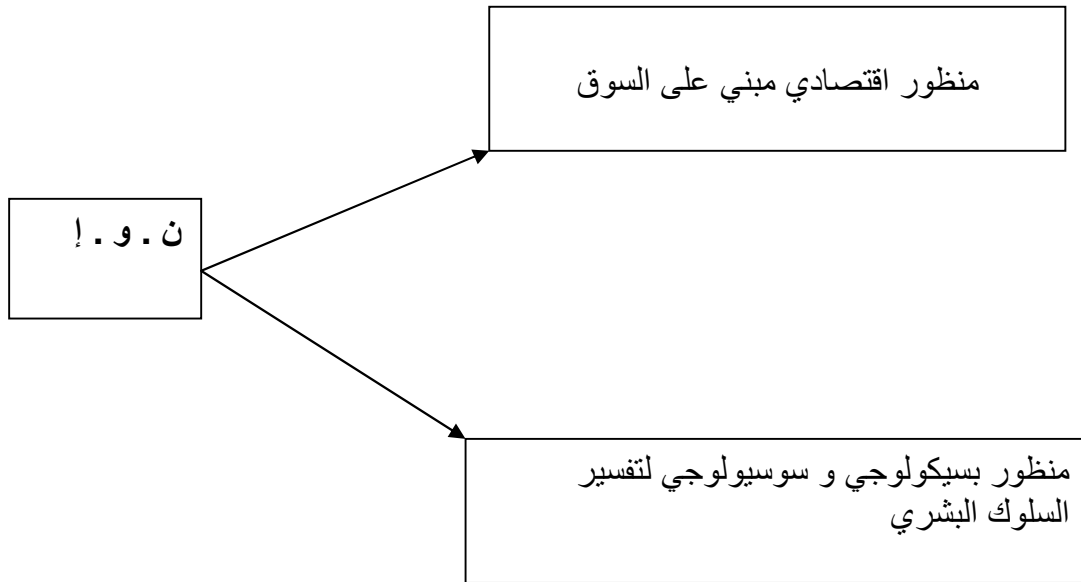 منظور اقتصادي مبني على السوق
ن . و . إ
منظور بسيكولوجي و سوسيولوجي لتفسير
السلوك البشري